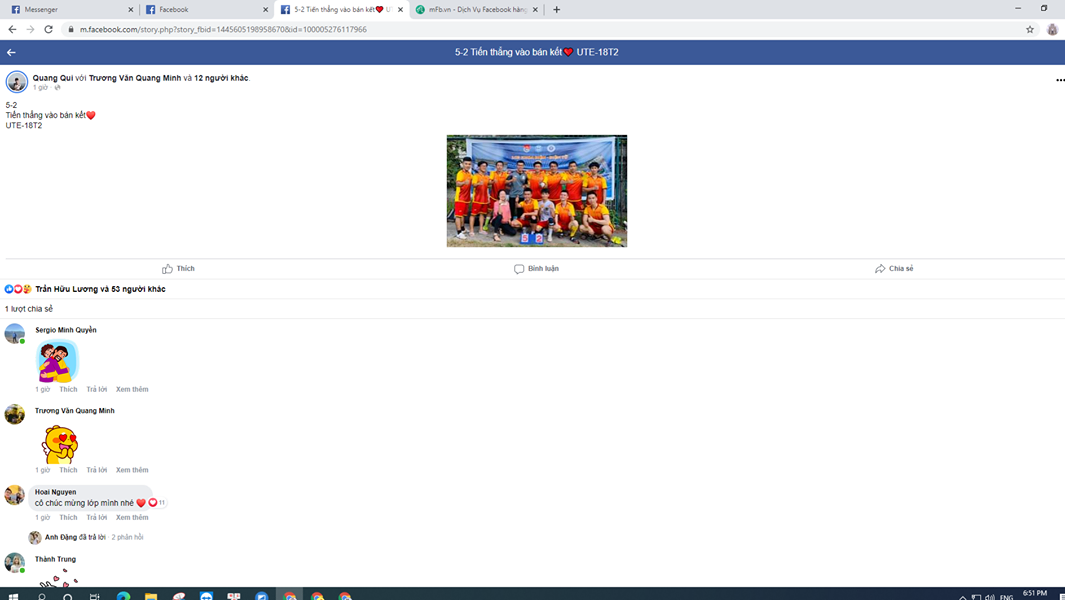 Messenger
Facebook
5-2 Tiến thẳng vào bán kết❤️ U
mFb.vn - Dịch Vụ Facebook hàng
m.facebook.com/story.php?story_fbid=1445605198958670&id=100005276117966
5-2 Tiến thẳng vào bán kết❤️ UTE-18T2
Quang Qui với Trương Văn Quang Minh và 12 người khác.
1 giờ ·
5-2
Tiến thẳng vào bán kết❤️
UTE-18T2
5 2
Thích
Bình luận
Chia sẻ
Trần Hữu Lương và 53 người khác
1 lượt chia sẻ
Sergio Minh Quyền
1 giờ Thích Trả lời Xem thêm
Trương Văn Quang Minh
1 giờ Thích Trả lời Xem thêm
Hoai Nguyen
cô chúc mừng lớp mình nhé ❤️ 11
1 giờ Thích Trả lời Xem thêm
Anh Đặng đã trả lời · 2 phản hồi
Thành Trung
ENG
6:51 PM